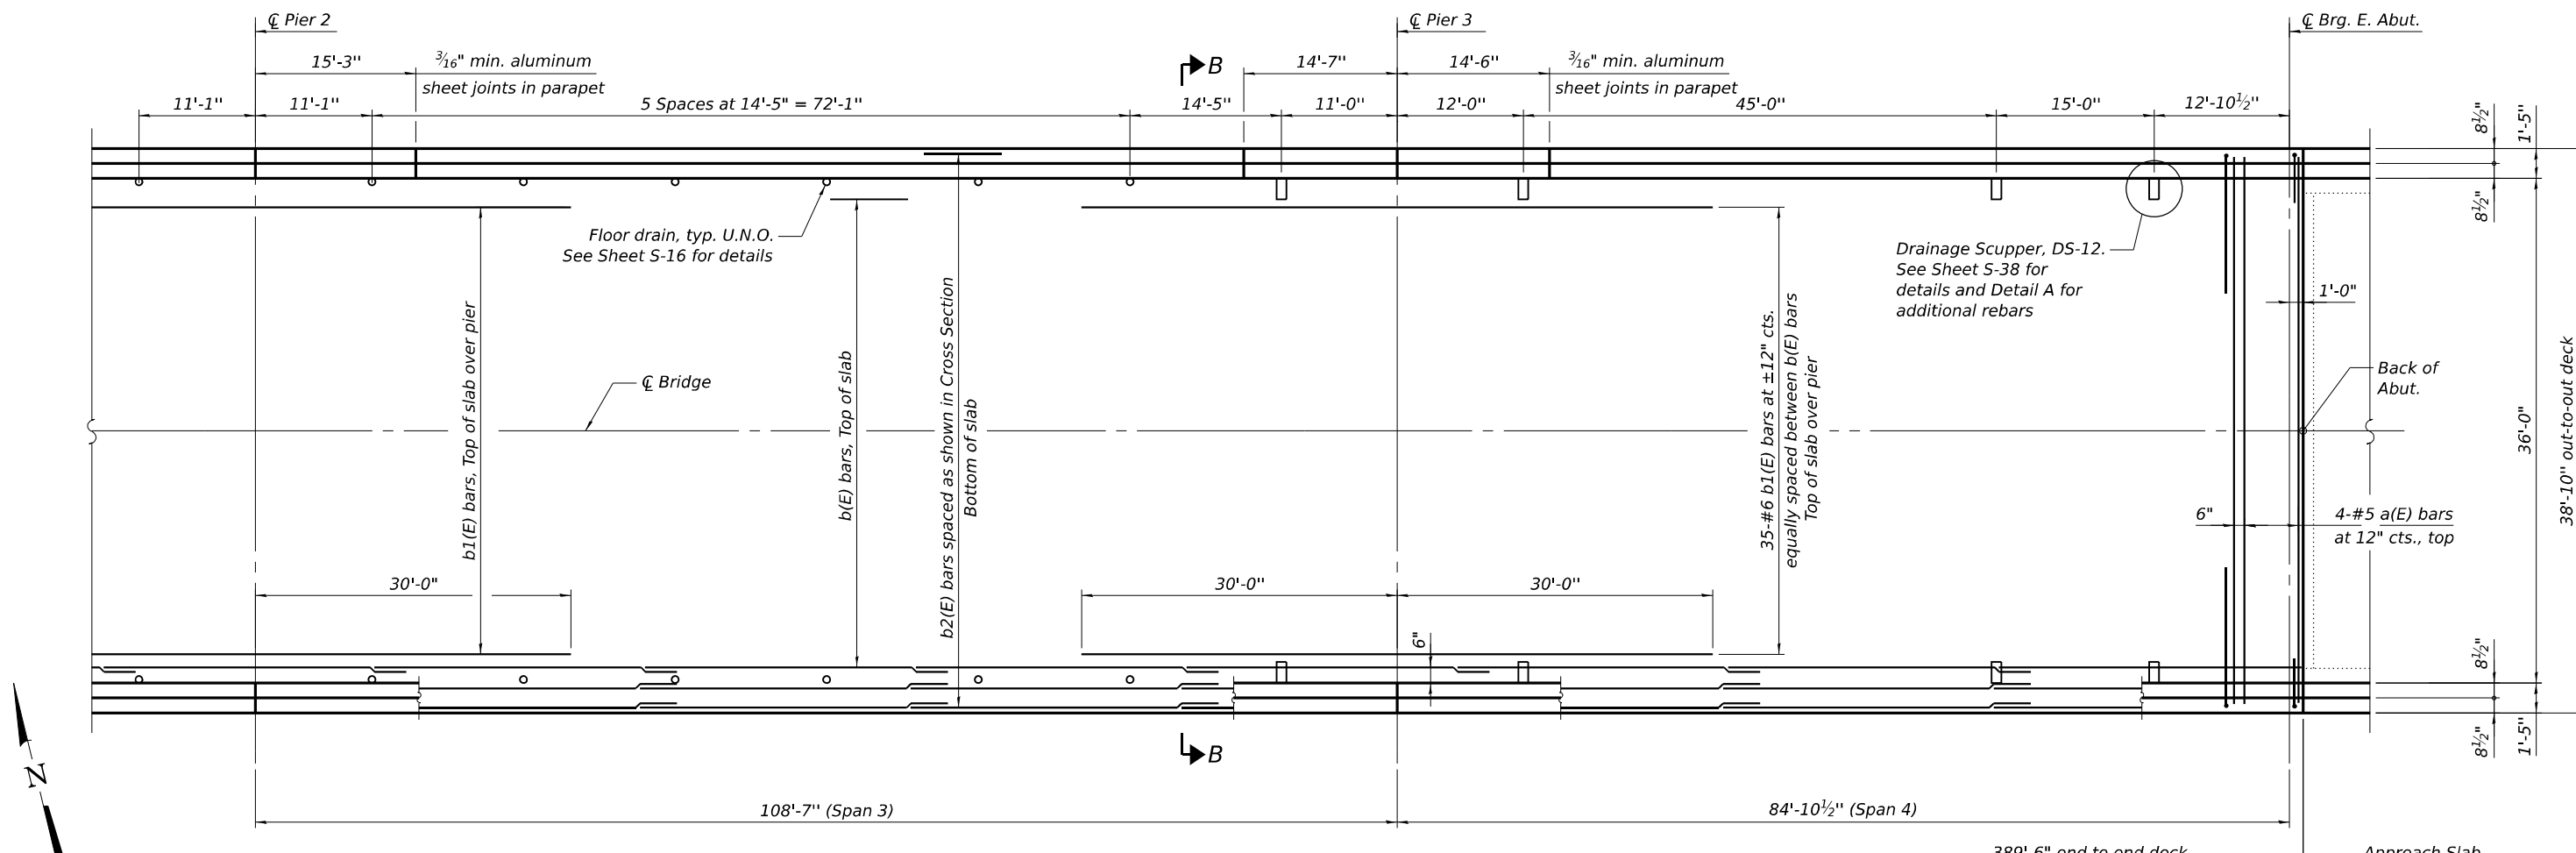 ℄ Pier 2
℄ Pier 3
℄ Brg. E. Abut.
15'-3"
3/16" min. aluminum
sheet joints in parapet
B
14'-7"
14'-6"
3/16" min. aluminum
sheet joints in parapet
11'-1"
11'-1"
5 Spaces at 14'-5" = 72'-1"
14'-5"
11'-0"
12'-0"
45'-0"
15'-0"
12'-10½"
8½"
1'-5"
8½"
Floor drain, typ. U.N.O.
See Sheet S-16 for details
Drainage Scupper, DS-12.
See Sheet S-38 for
details and Detail A for
additional rebars
1'-0"
b1(E) bars, Top of slab over pier
℄ Bridge
b(E) bars, Top of slab
b2(E) bars spaced as shown in Cross Section
Bottom of slab
35-#6 b1(E) bars at ±12" cts.
equally spaced between b(E) bars
Top of slab over pier
Back of
Abut.
36'-0"
38'-10" out-to-out deck
6"
4-#5 a(E) bars
at 12" cts., top
30'-0"
30'-0"
30'-0"
6"
8½"
8½"
1'-5"
B
N
108'-7" (Span 3)
84'-10½" (Span 4)
389'-6" end to end deck
Approach Slab